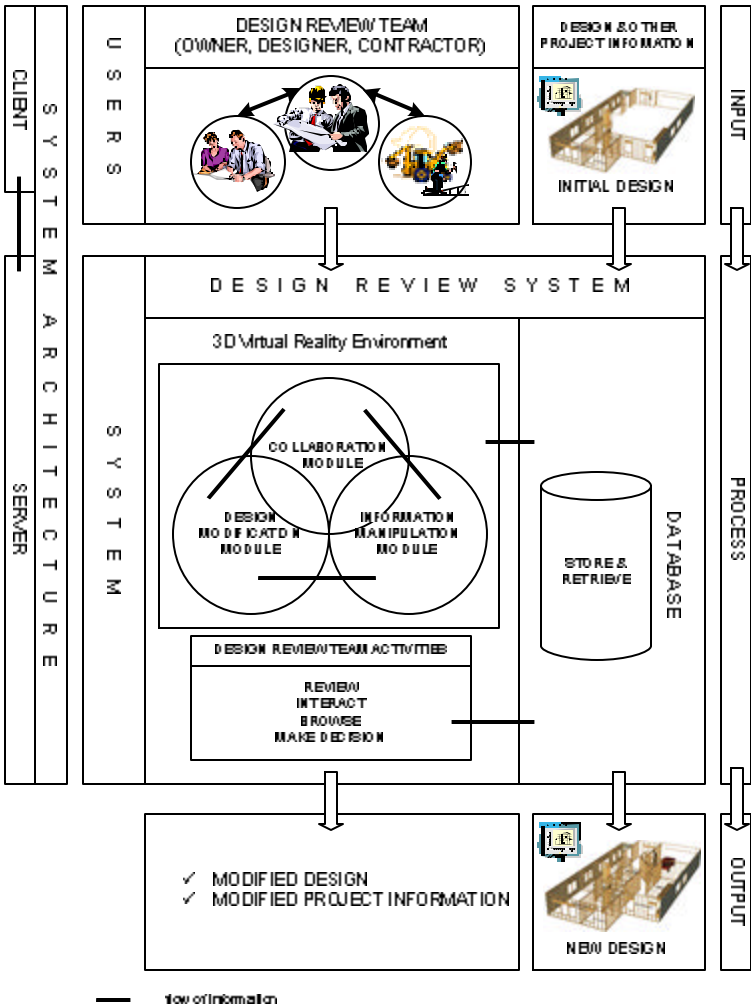 CLIENT
SERVER
SYSTEM ARCHITECTURE
USERS
DESIGN REVIEW TEAM
(OWNER, DESIGNER, CONTRACTOR)
DESIGN & OTHER
PROJECT INFOMATION
INITIAL DESIGN
INPUT
SYSTEM
DESIGN REVIEW SYSTEM
3D Virtual Reality Environment
COLLABORATION
MODULE
DESIGN
MODIFICATION
MODULE
INFORMATION
MANIPULATION
MODULE
STORE &
RETRIEVE
DATABASE
PROCESS
DESIGN REVIEW TEAM ACTIVITIES
REVIEW
INTERACT
BROWSE
MAKE DECISION
✓ MODIFIED DESIGN
✓ MODIFIED PROJECT INFORMATION
NEW DESIGN
OUTPUT
flow of information